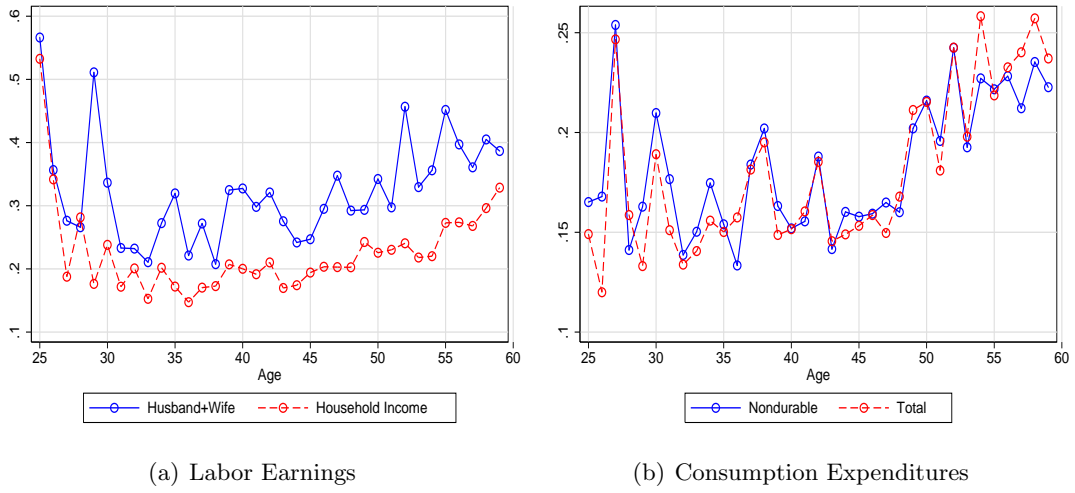 .6
.5
.4
.3
.2
.1
25 30 35 40 45 50 55 60
Age
Husband+Wife Household Income
(a) Labor Earnings
.25
.2
.15
.1
25 30 35 40 45 50 55 60
Age
Nondurable Total
(b) Consumption Expenditures